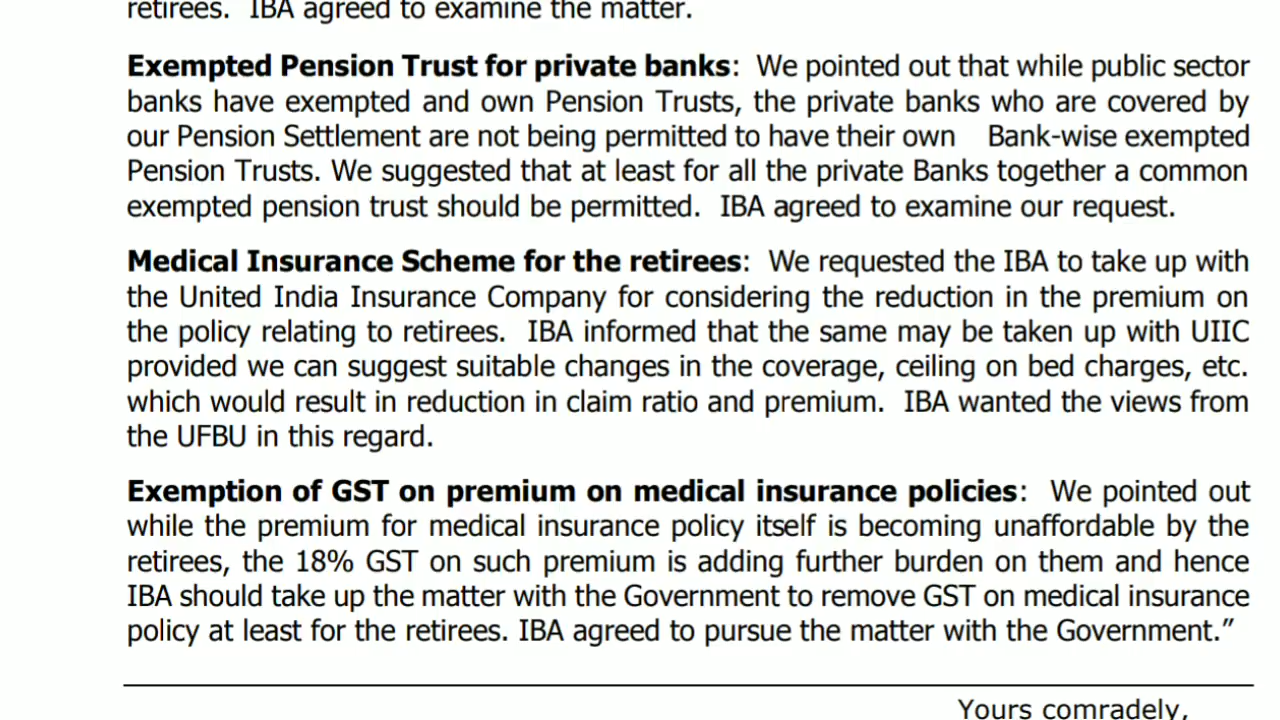 retirees. IBA agreed to examine the matter.
Exempted Pension Trust for private banks: We pointed out that while public sector
banks have exempted and own Pension Trusts, the private banks who are covered by
our Pension Settlement are not being permitted to have their own Bank-wise exempted
Pension Trusts. We suggested that at least for all the private Banks together a common
exempted pension trust should be permitted. IBA agreed to examine our request.
Medical Insurance Scheme for the retirees: We requested the IBA to take up with
the United India Insurance Company for considering the reduction in the premium on
the policy relating to retirees. IBA informed that the same may be taken up with UIIC
provided we can suggest suitable changes in the coverage, ceiling on bed charges, etc.
which would result in reduction in claim ratio and premium. IBA wanted the views from
the UFBU in this regard.
Exemption of GST on premium on medical insurance policies: We pointed out
while the premium for medical insurance policy itself is becoming unaffordable by the
retirees, the 18% GST on such premium is adding further burden on them and hence
IBA should take up the matter with the Government to remove GST on medical insurance
policy at least for the retirees. IBA agreed to pursue the matter with the Government.”
Yours comradely,